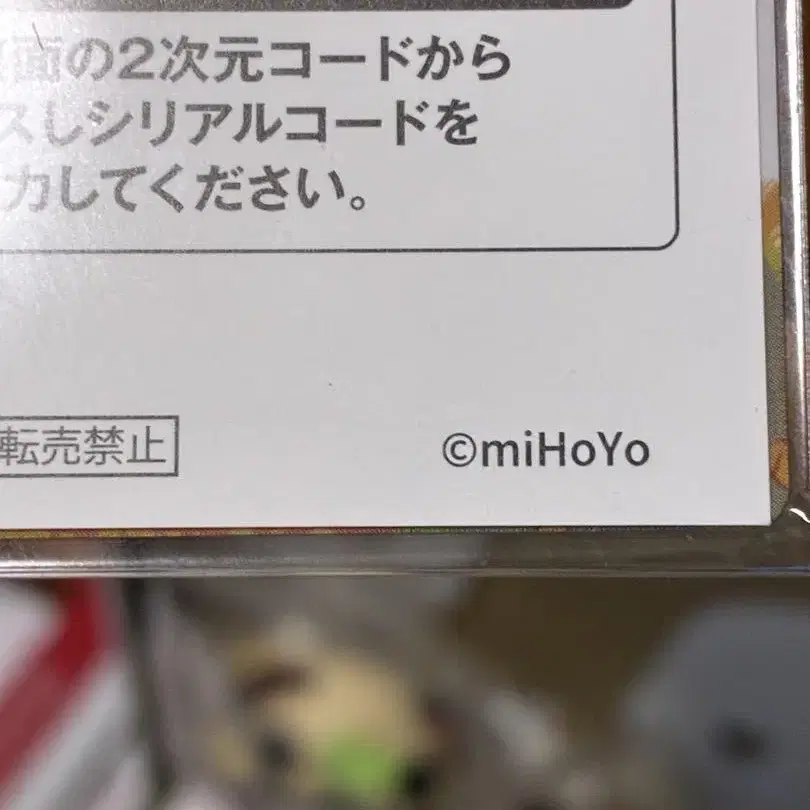 面の2次元コードから
スしシリアルコードを
力してください。
転売禁止
©miHoYo